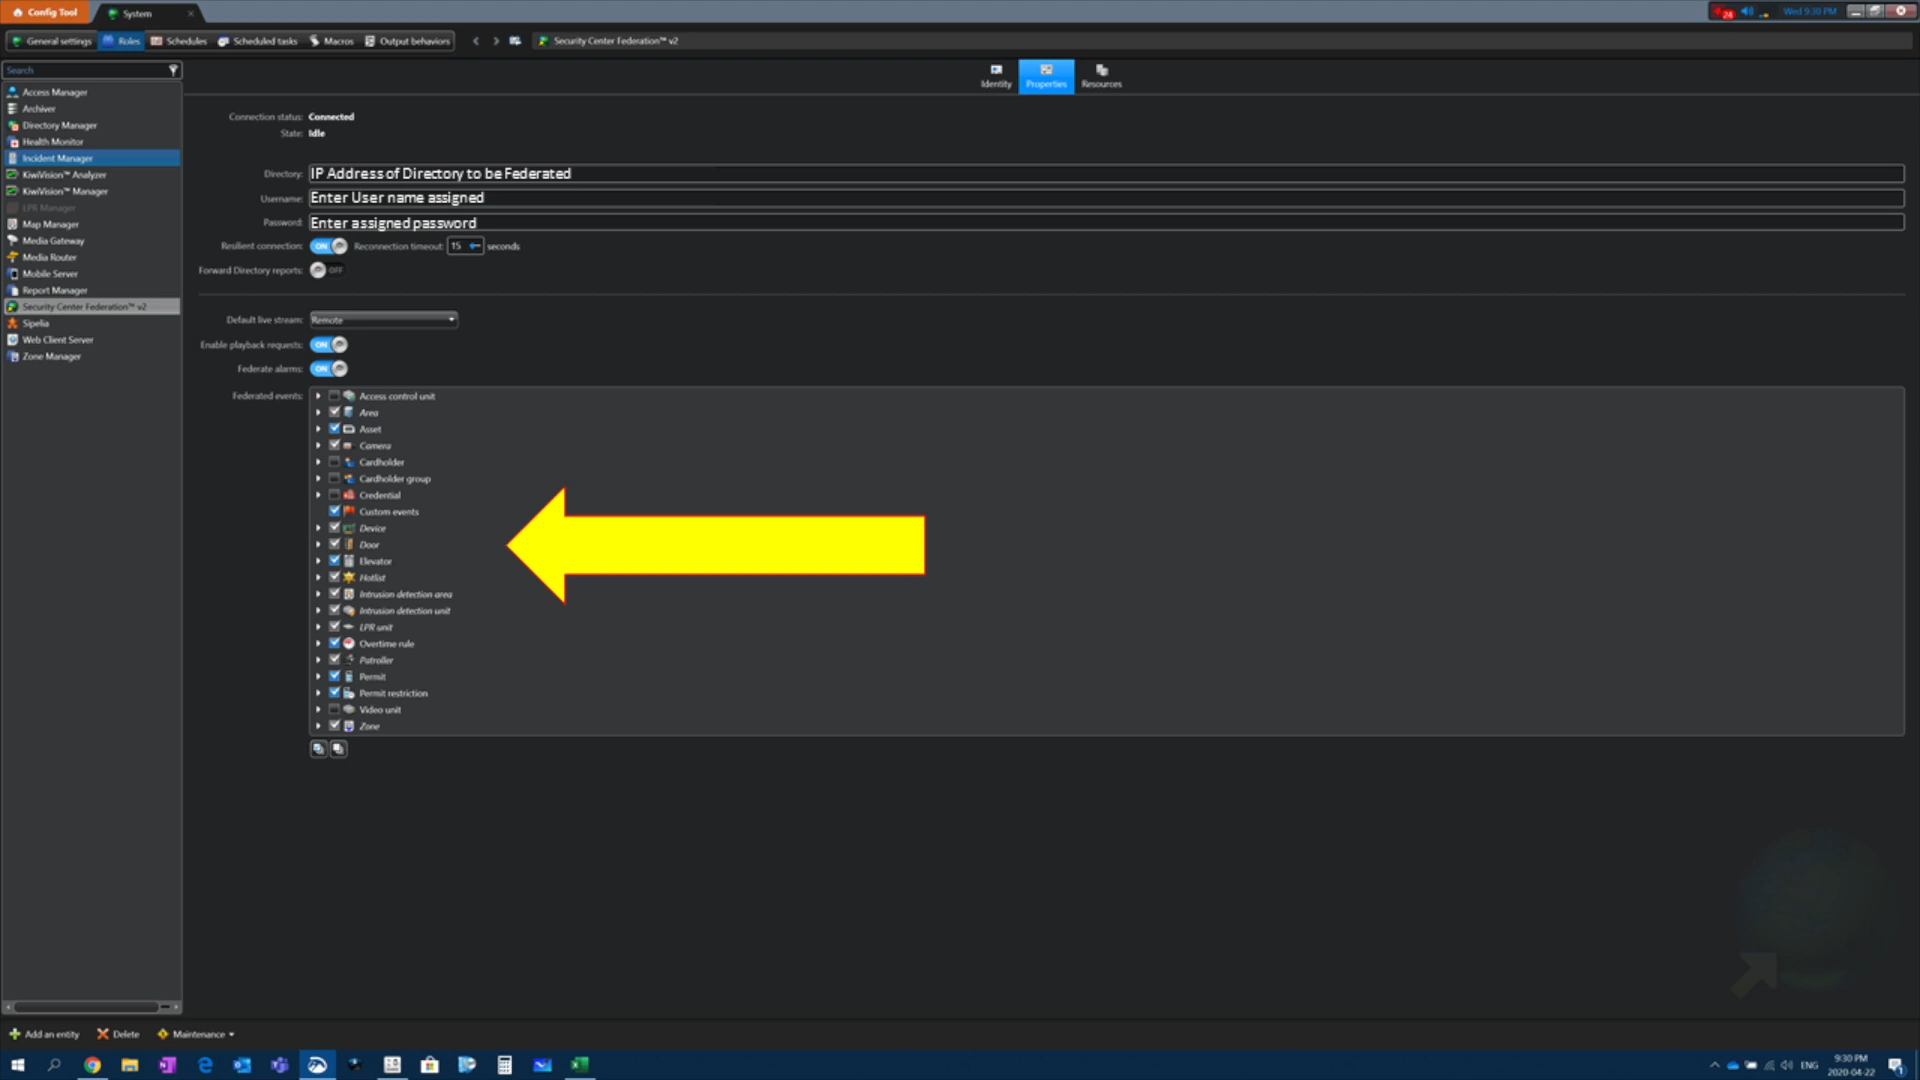 Config Tool
System
24
Wed 9:30 PM
General settings
Roles
Schedules
Scheduled tasks
Macros
Output behaviors
Security Center Federation™ v2
Search
Identity
Properties
Resources
Access Manager
Archiver
Directory Manager
Health Monitor
Incident Manager
KiwiVision™ Analyzer
KiwiVision™ Manager
LPR Manager
Map Manager
Media Gateway
Media Router
Mobile Server
Report Manager
Security Center Federation™ v2
Sipelia
Web Client Server
Zone Manager
Connection status: Connected
State: Idle
Directory: IP Address of Directory to be Federated
Username: Enter User name assigned
Password: Enter assigned password
Resilient connection: ON Reconnection timeout: 15 seconds
Forward Directory reports: OFF
Default live stream: Remote
Enable playback requests: ON
Federate alarms: ON
Federated events:
Access control unit
Area
Asset
Camera
Cardholder
Cardholder group
Credential
Custom events
Device
Door
Elevator
Hotlist
Intrusion detection area
Intrusion detection unit
LPR unit
Overtime rule
Patroller
Permit
Permit restriction
Video unit
Zone
Add an entity
Delete
Maintenance
ENG
9:30 PM
2020-04-22